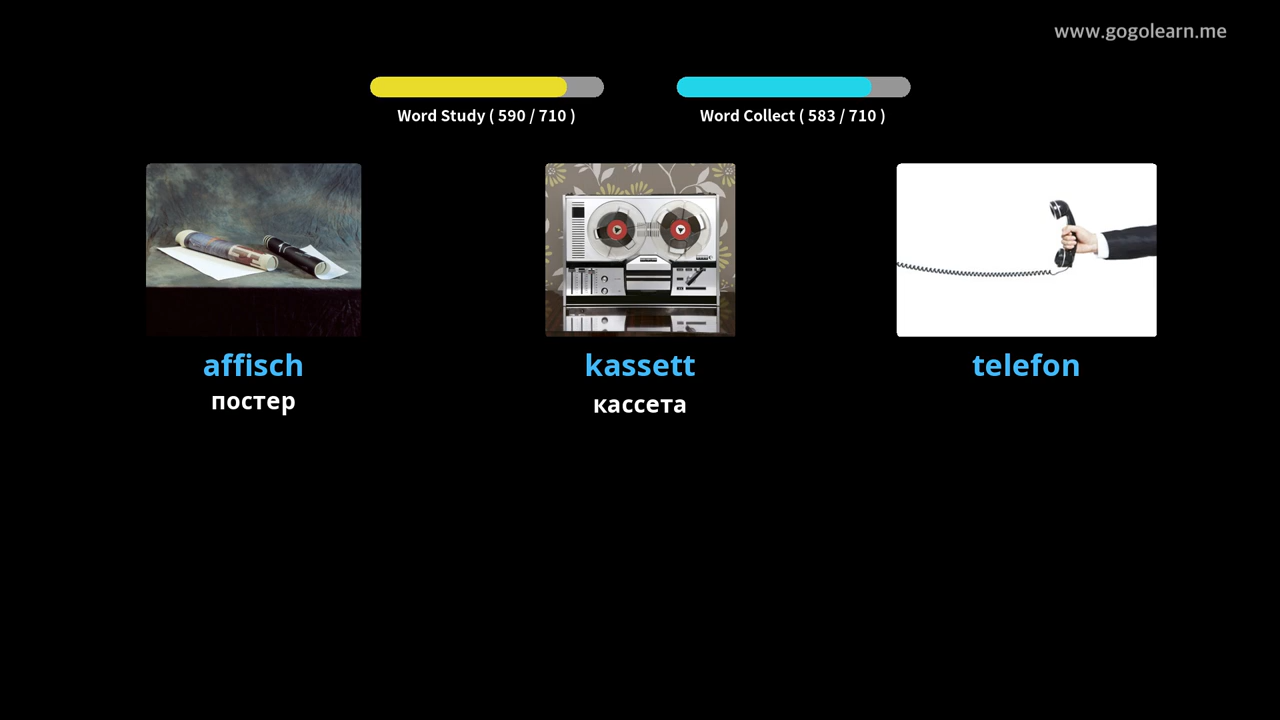 www.gogolearn.me
Word Study ( 590 / 710 )
Word Collect ( 583 / 710 )
affisch
kassett
telefon
постер
кассета